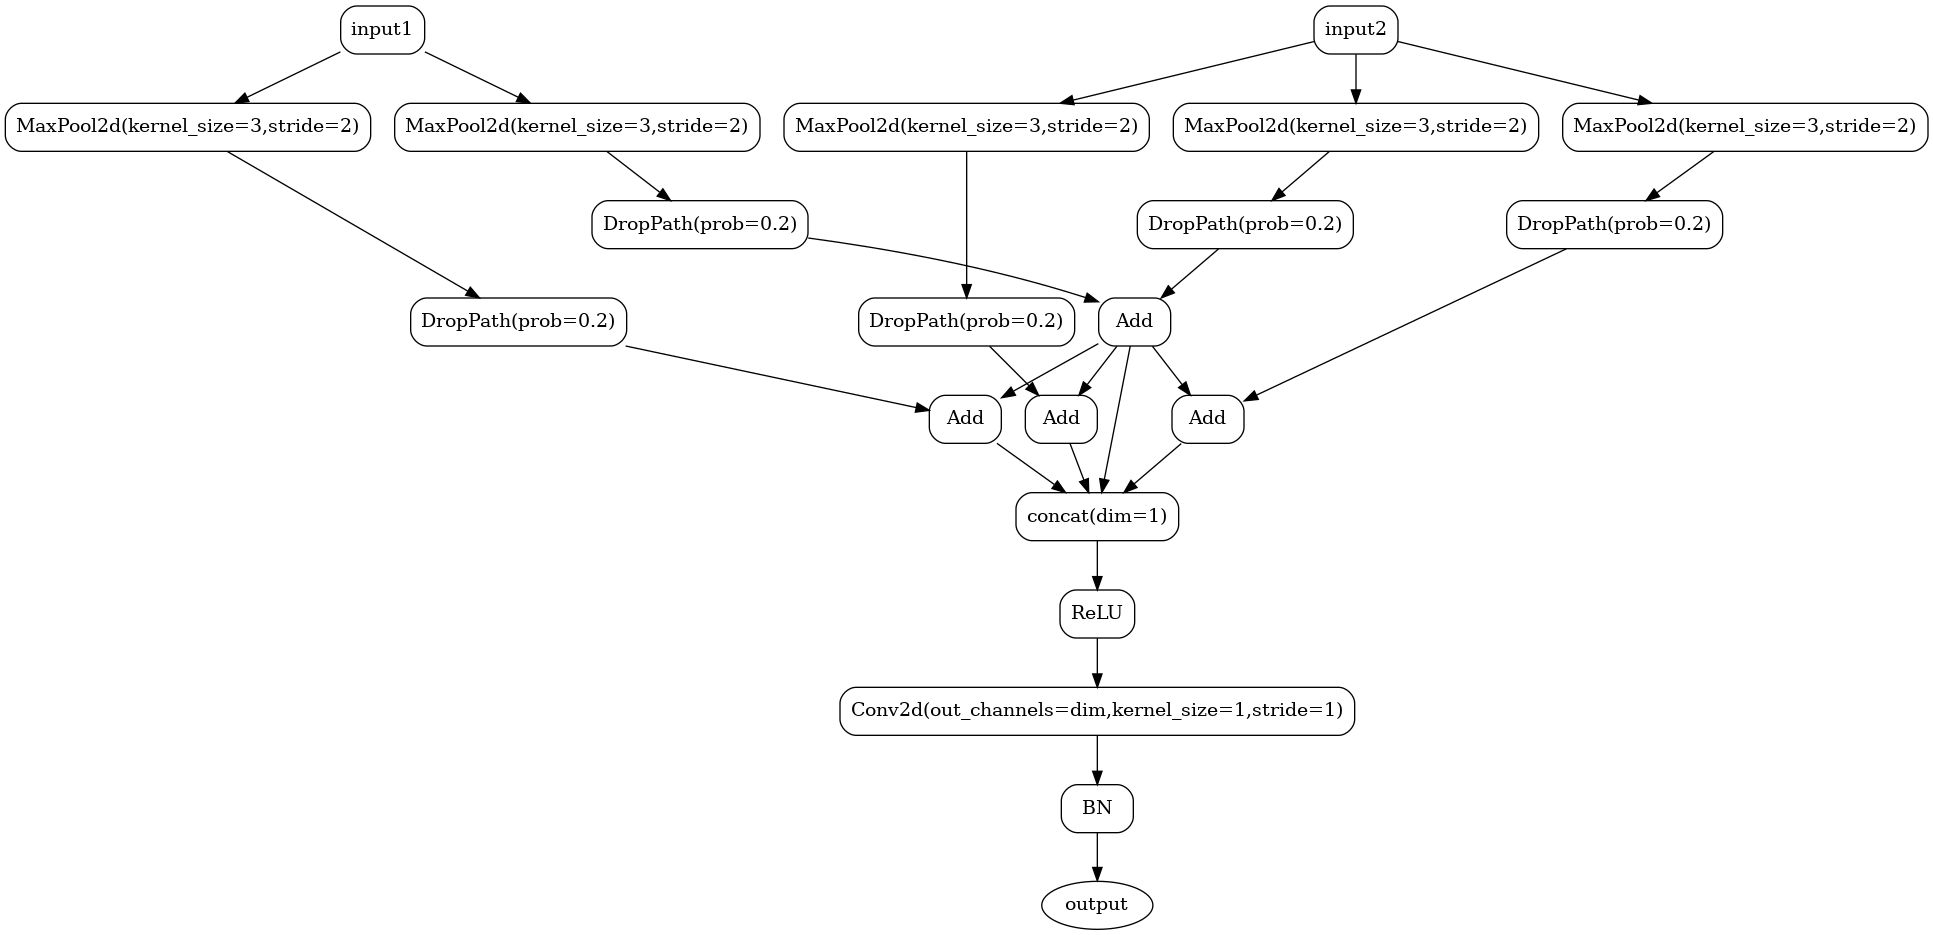 input1
input2
MaxPool2d(kernel_size=3,stride=2)
MaxPool2d(kernel_size=3,stride=2)
MaxPool2d(kernel_size=3,stride=2)
MaxPool2d(kernel_size=3,stride=2)
MaxPool2d(kernel_size=3,stride=2)
DropPath(prob=0.2)
DropPath(prob=0.2)
DropPath(prob=0.2)
DropPath(prob=0.2)
DropPath(prob=0.2)
Add
Add
Add
Add
concat(dim=1)
ReLU
Conv2d(out_channels=dim,kernel_size=1,stride=1)
BN
output